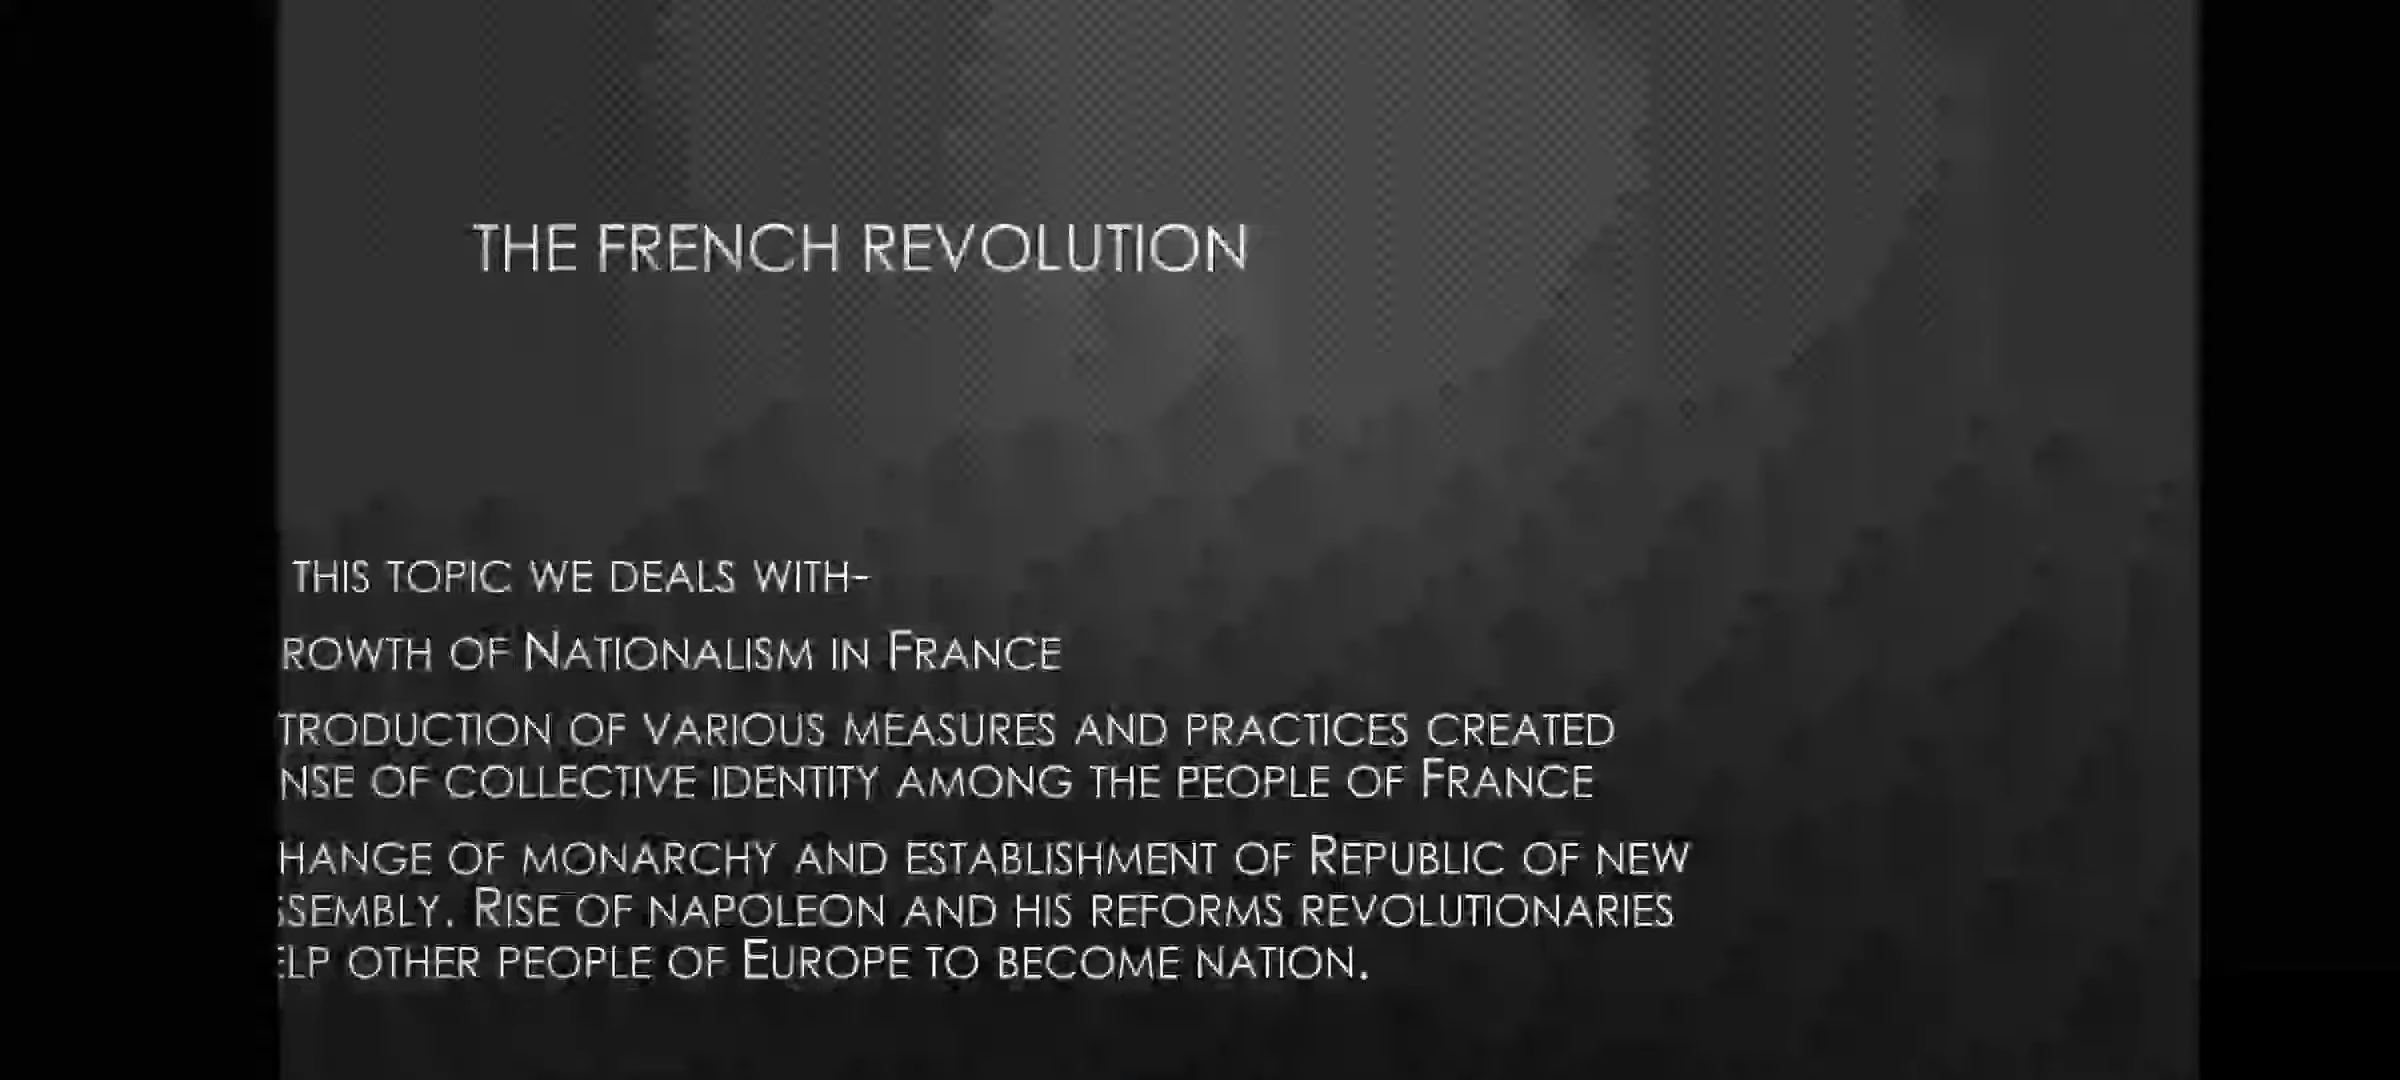 THE FRENCH REVOLUTION
THIS TOPIC WE DEALS WITH-
ROWTH OF NATIONALISM IN FRANCE
TRODUCTION OF VARIOUS MEASURES AND PRACTICES CREATED
NSE OF COLLECTIVE IDENTITY AMONG THE PEOPLE OF FRANCE
HANGE OF MONARCHY AND ESTABLISHMENT OF REPUBLIC OF NEW
SSEMBLY. RISE OF NAPOLEON AND HIS REFORMS REVOLUTIONARIES
ELP OTHER PEOPLE OF EUROPE TO BECOME NATION.